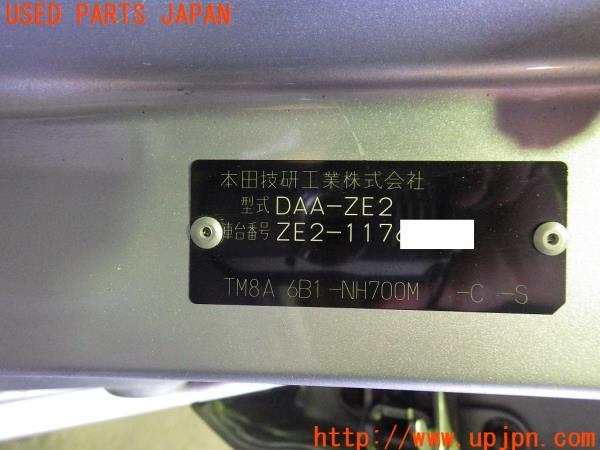 USED PARTS JAPAN
本田技研工業株式会社
型式 DAA-ZE2
車台番号 ZE2-1176
TM8A 6B1-NH700M -C -S
http://www.upjpn.com